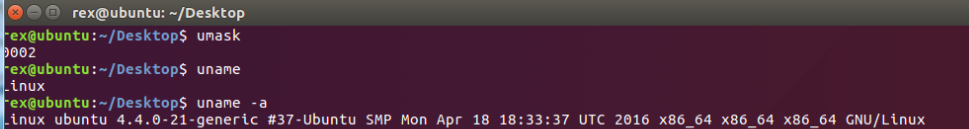 rex@ubuntu: ~/Desktop
rex@ubuntu:~/Desktop$ umask
0002
rex@ubuntu:~/Desktop$ uname
Linux
rex@ubuntu:~/Desktop$ uname -a
Linux ubuntu 4.4.0-21-generic #37-Ubuntu SMP Mon Apr 18 18:33:37 UTC 2016 x86_64 x86_64 x86_64 GNU/Linux